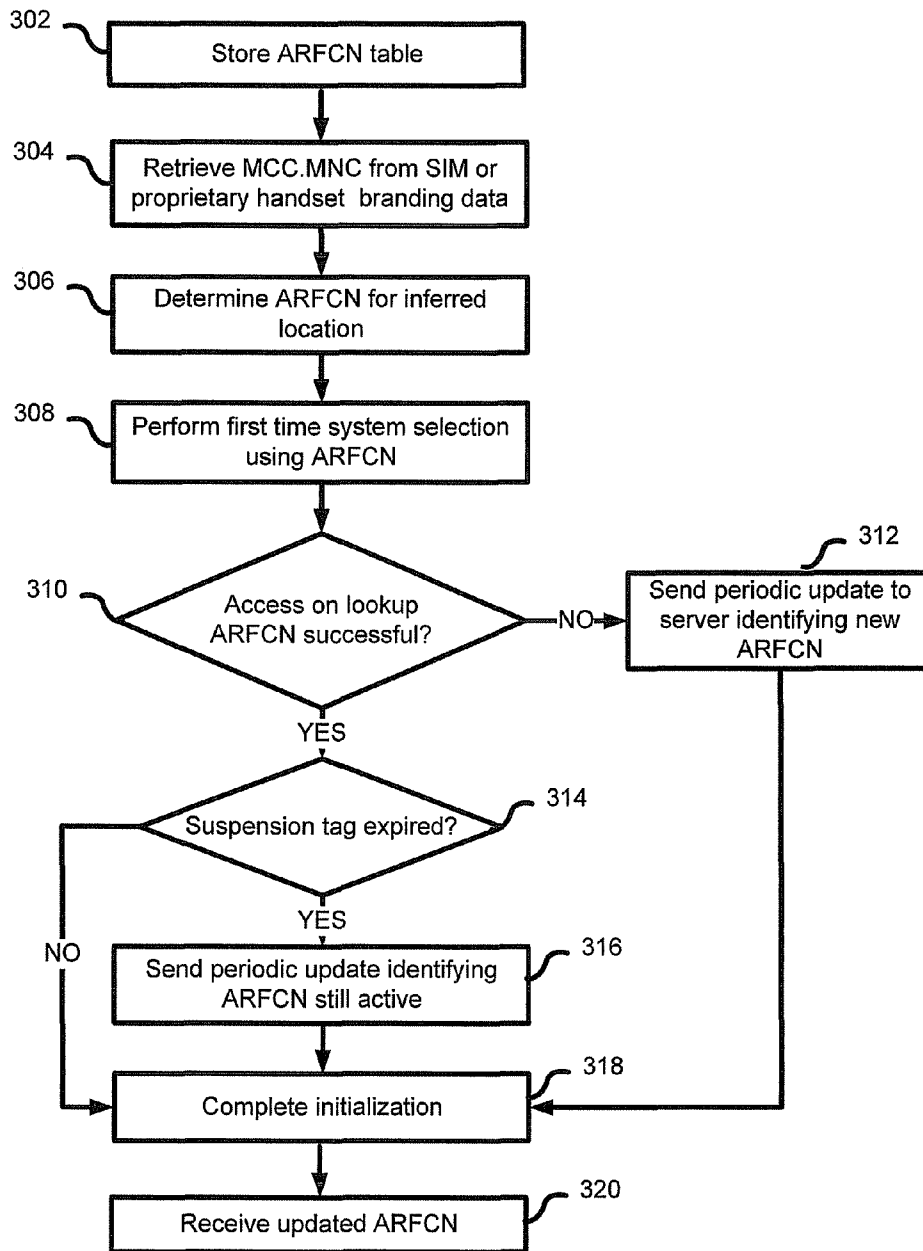 302
Store ARFCN table
304
Retrieve MCC.MNC from SIM or
proprietary handset branding data
306
Determine ARFCN for inferred
location
308
Perform first time system selection
using ARFCN
310
Access on lookup
ARFCN successful?
NO
312
Send periodic update to
server identifying new
ARFCN
YES
314
Suspension tag expired?
YES
NO
316
Send periodic update identifying
ARFCN still active
318
Complete initialization
320
Receive updated ARFCN